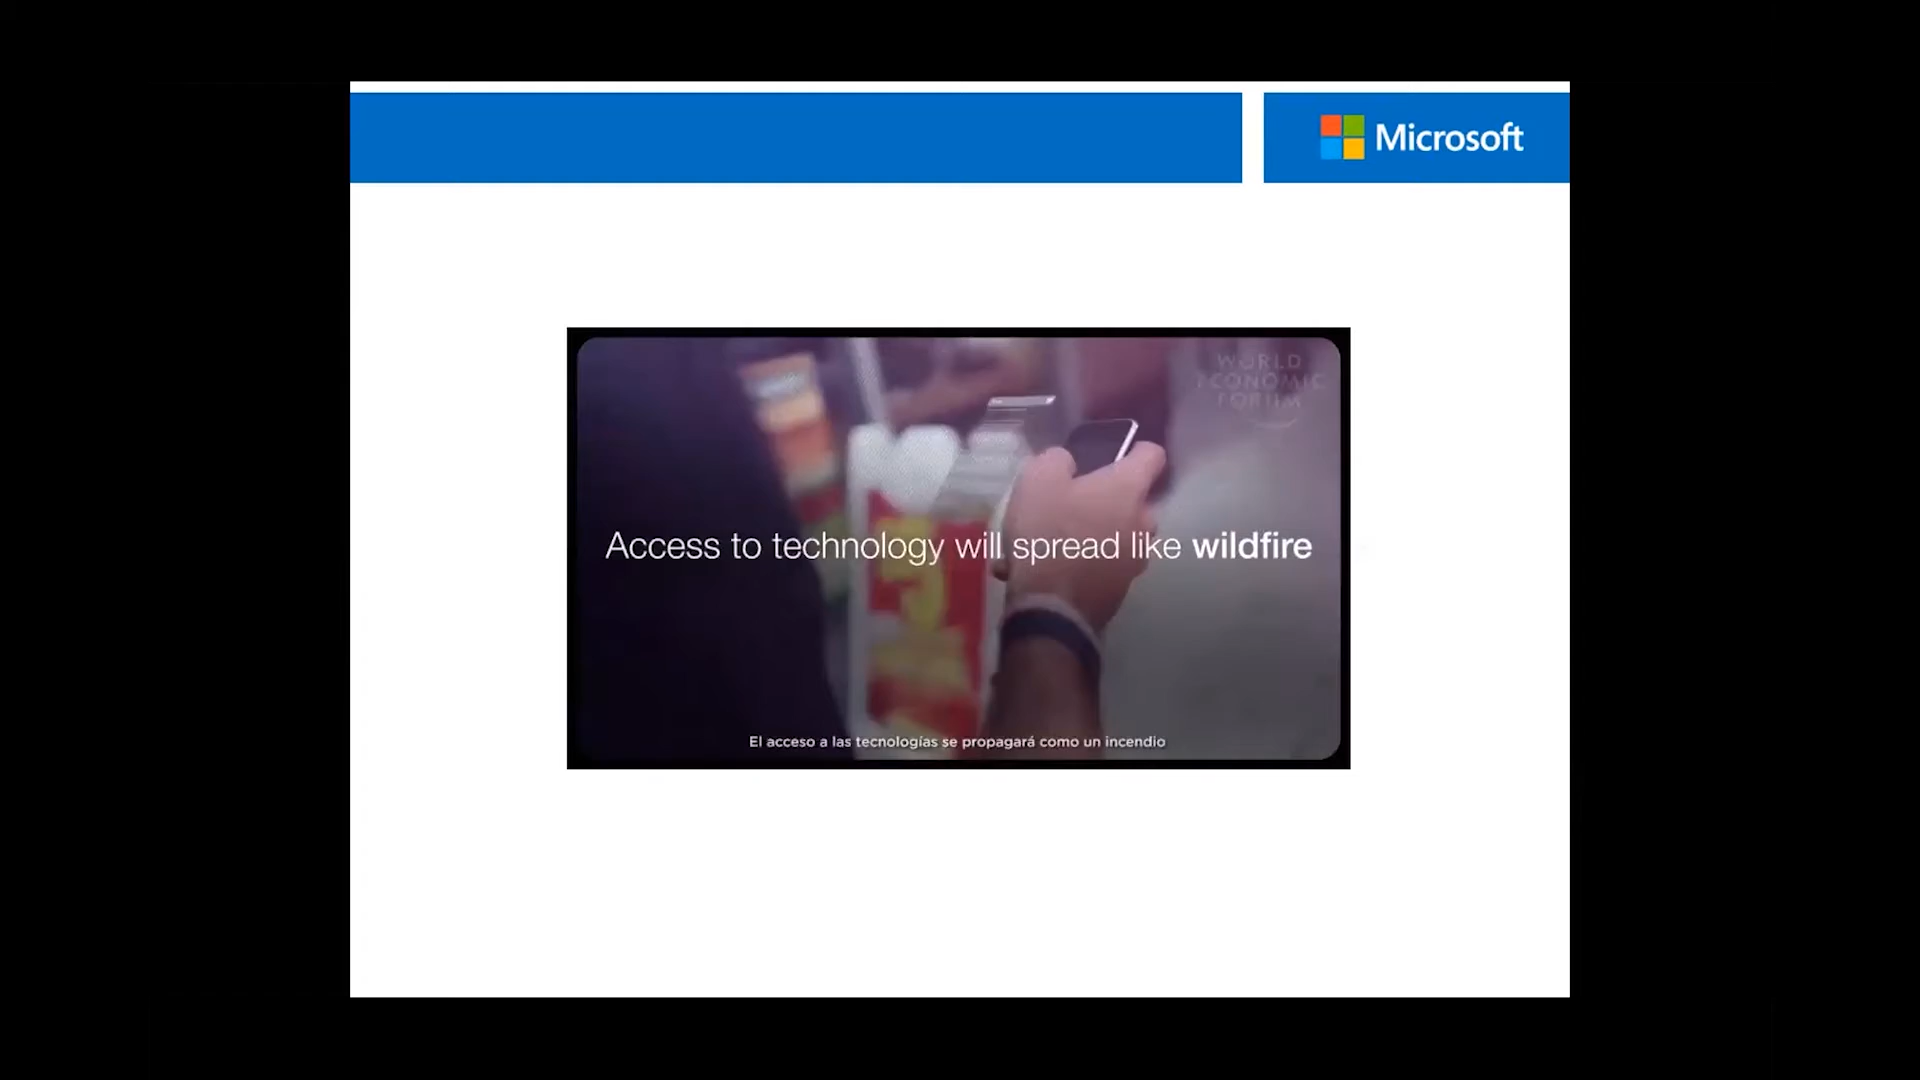 Microsoft
WORLD
ECONOMIC
FORUM
Access to technology will spread like wildfire
El acceso a las tecnologías se propagará como un incendio